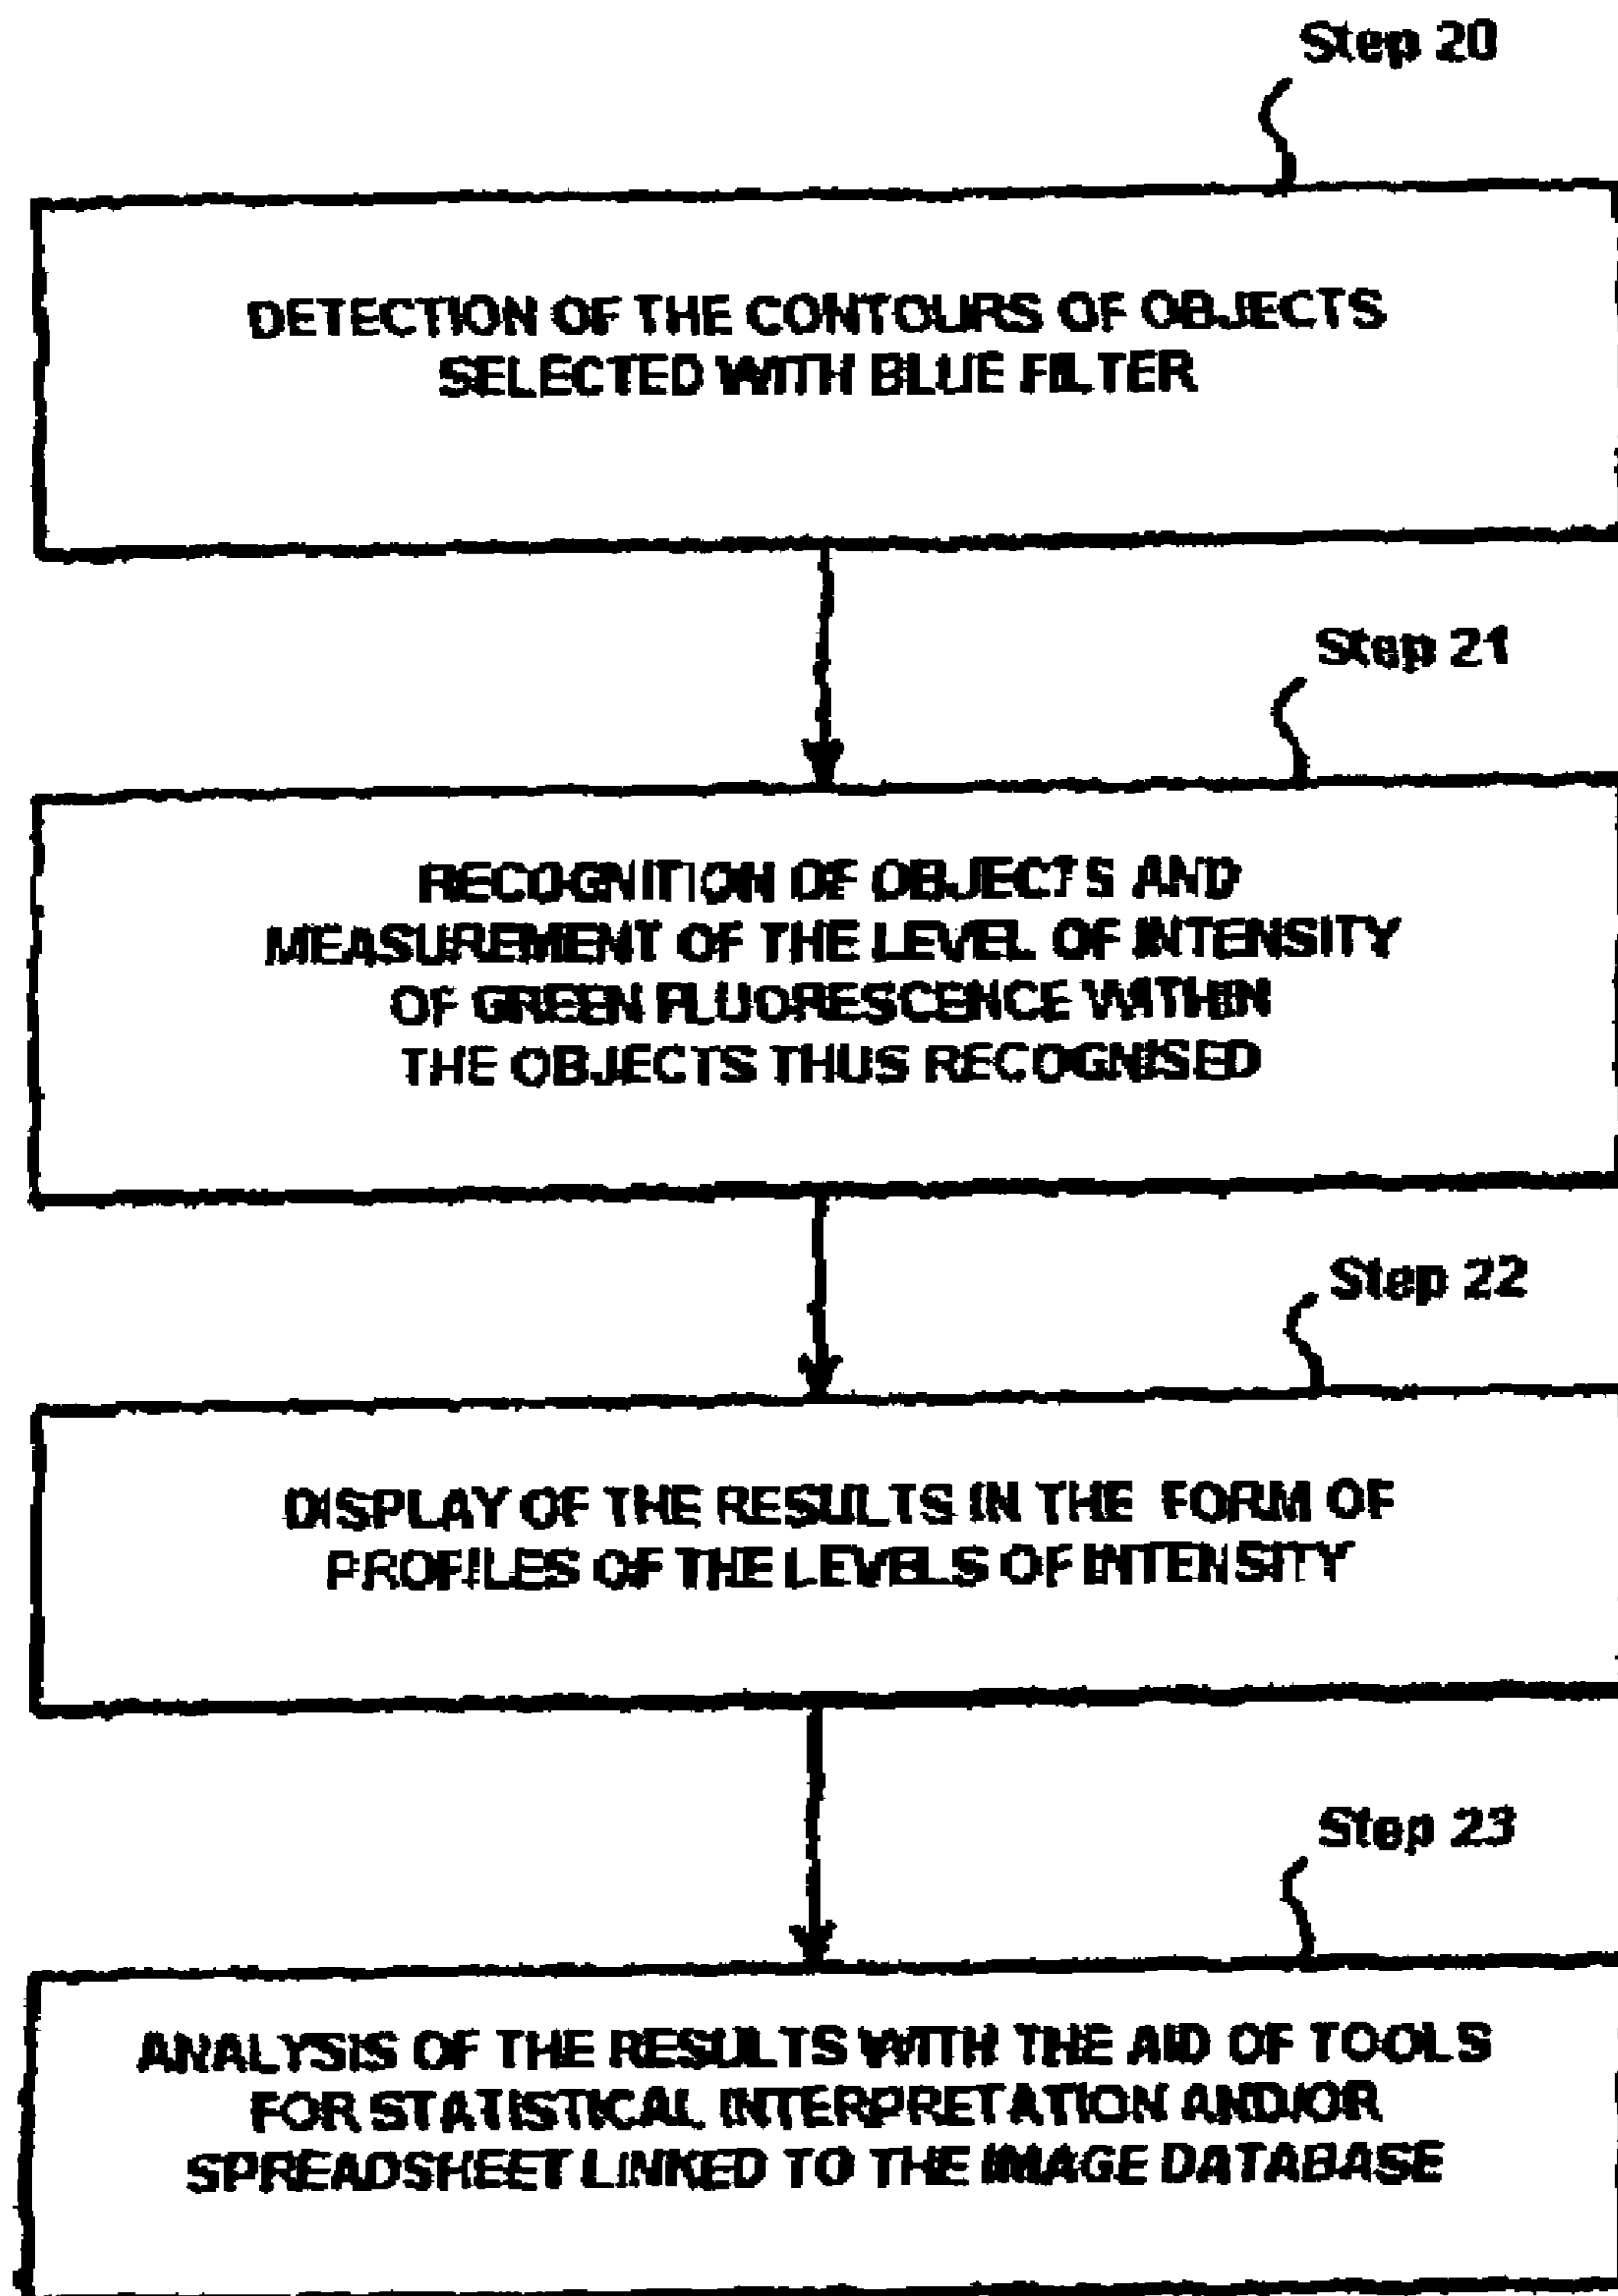 Step 20
DETECTION OF THE CONTOURS OF OBJECTS
SELECTED WITH BLUE FILTER
Step 21
RECOGNITION OF OBJECTS AND
MEASUREMENT OF THE LEVEL OF INTENSITY
OF GREEN FLUORESCENCE WITHIN
THE OBJECTS THUS RECOGNISED
Step 22
DISPLAY OF THE RESULTS IN THE FORM OF
PROFILES OF THE LEVELS OF INTENSITY
Step 23
ANALYSIS OF THE RESULTS WITH THE AID OF TOOLS
FOR STATISTICAL INTERPRETATION AND/OR
SPREADSHEET LINKED TO THE IMAGE DATABASE